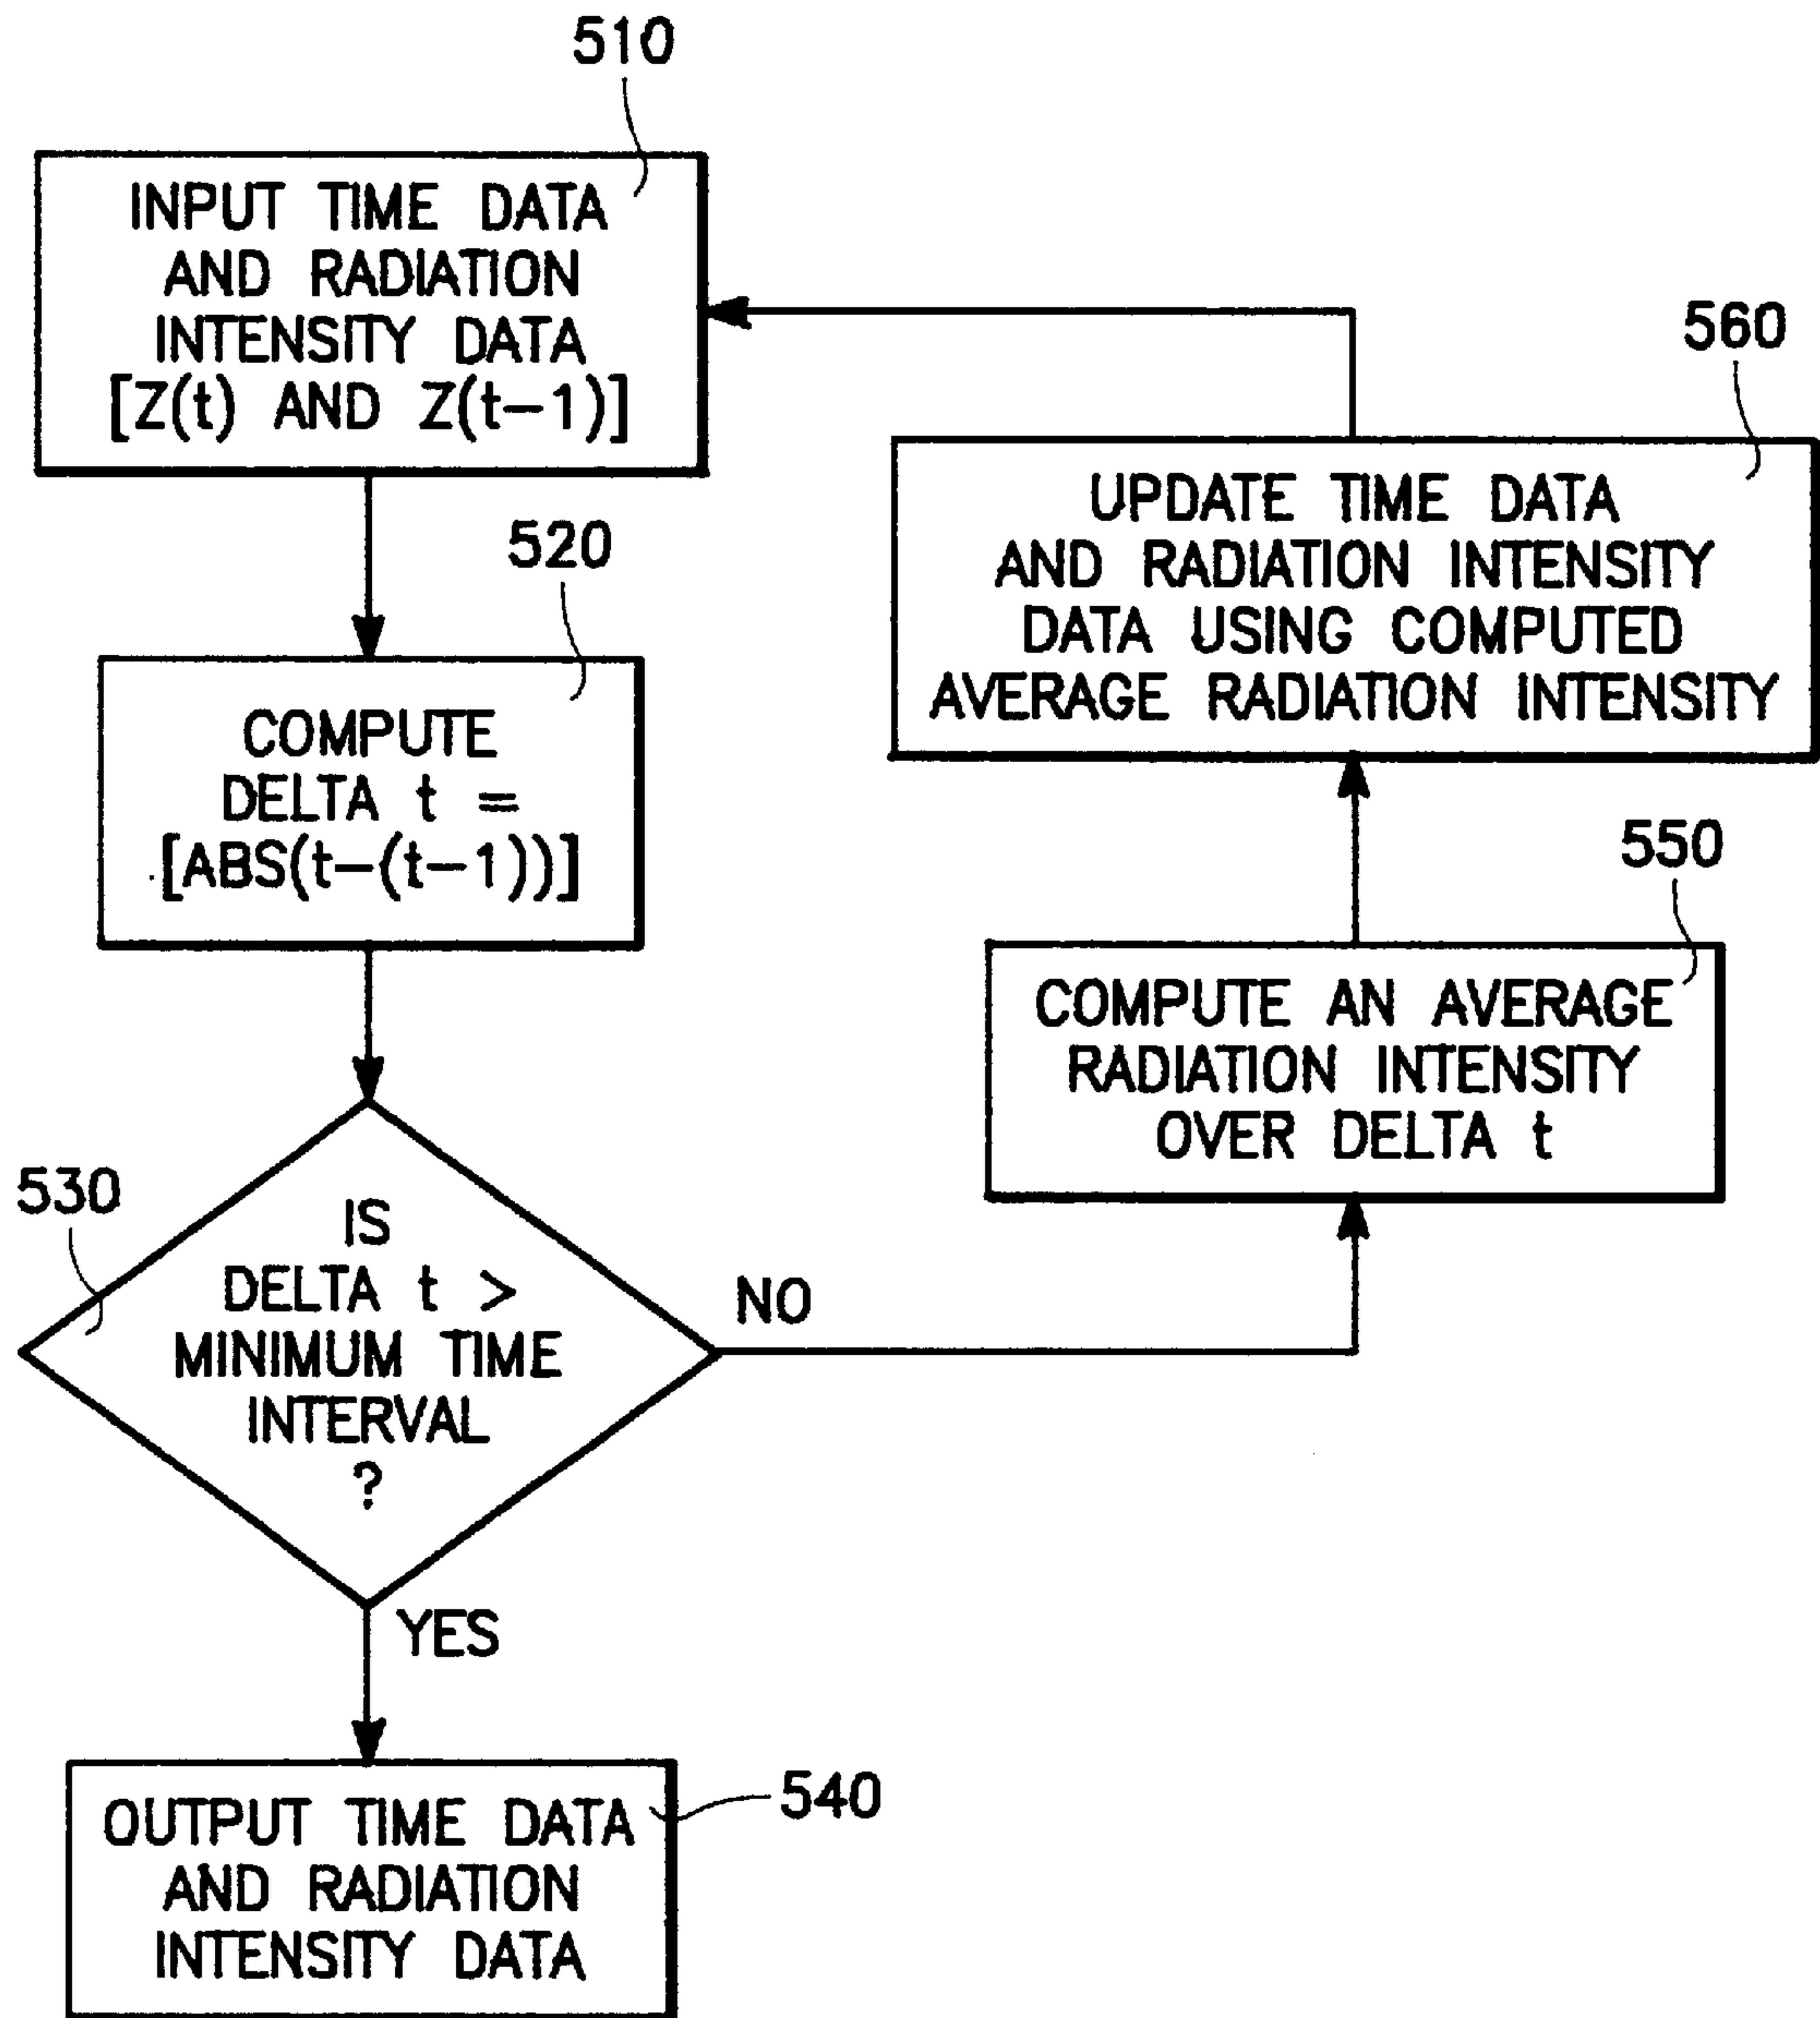 510
INPUT TIME DATA
AND RADIATION
INTENSITY DATA
[Z(t) AND Z(t-1)]
520
COMPUTE
DELTA t =
[ABS(t-(t-1))]
530
IS
DELTA t >
MINIMUM TIME
INTERVAL
?
NO
YES
540
OUTPUT TIME DATA
AND RADIATION
INTENSITY DATA
550
COMPUTE AN AVERAGE
RADIATION INTENSITY
OVER DELTA t
560
UPDATE TIME DATA
AND RADIATION INTENSITY
DATA USING COMPUTED
AVERAGE RADIATION INTENSITY